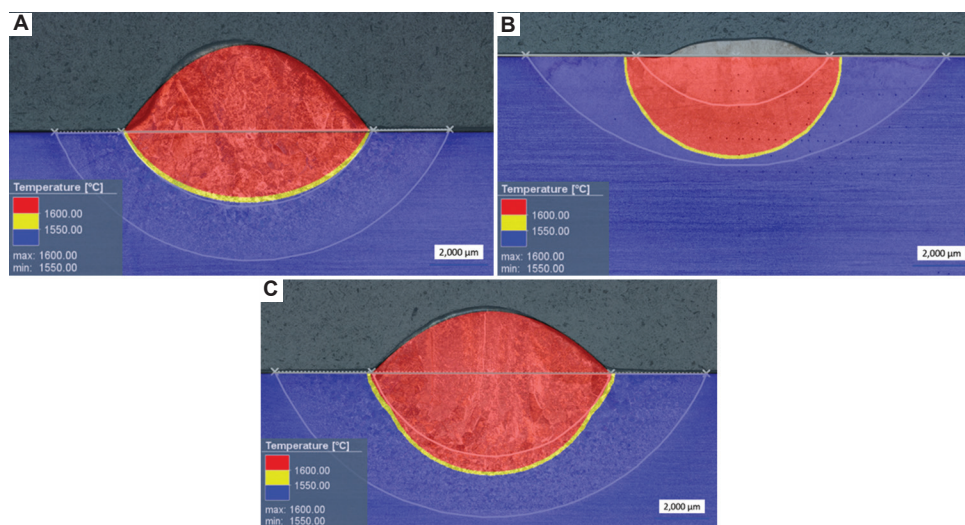 A
Temperature [°C]
1600.00
1550.00
max: 1600.00
min: 1550.00
2,000 µm
B
Temperature [°C]
1600.00
1550.00
max: 1600.00
min: 1550.00
2,000 µm
C
Temperature [°C]
1600.00
1550.00
max: 1600.00
min: 1550.00
2,000 µm